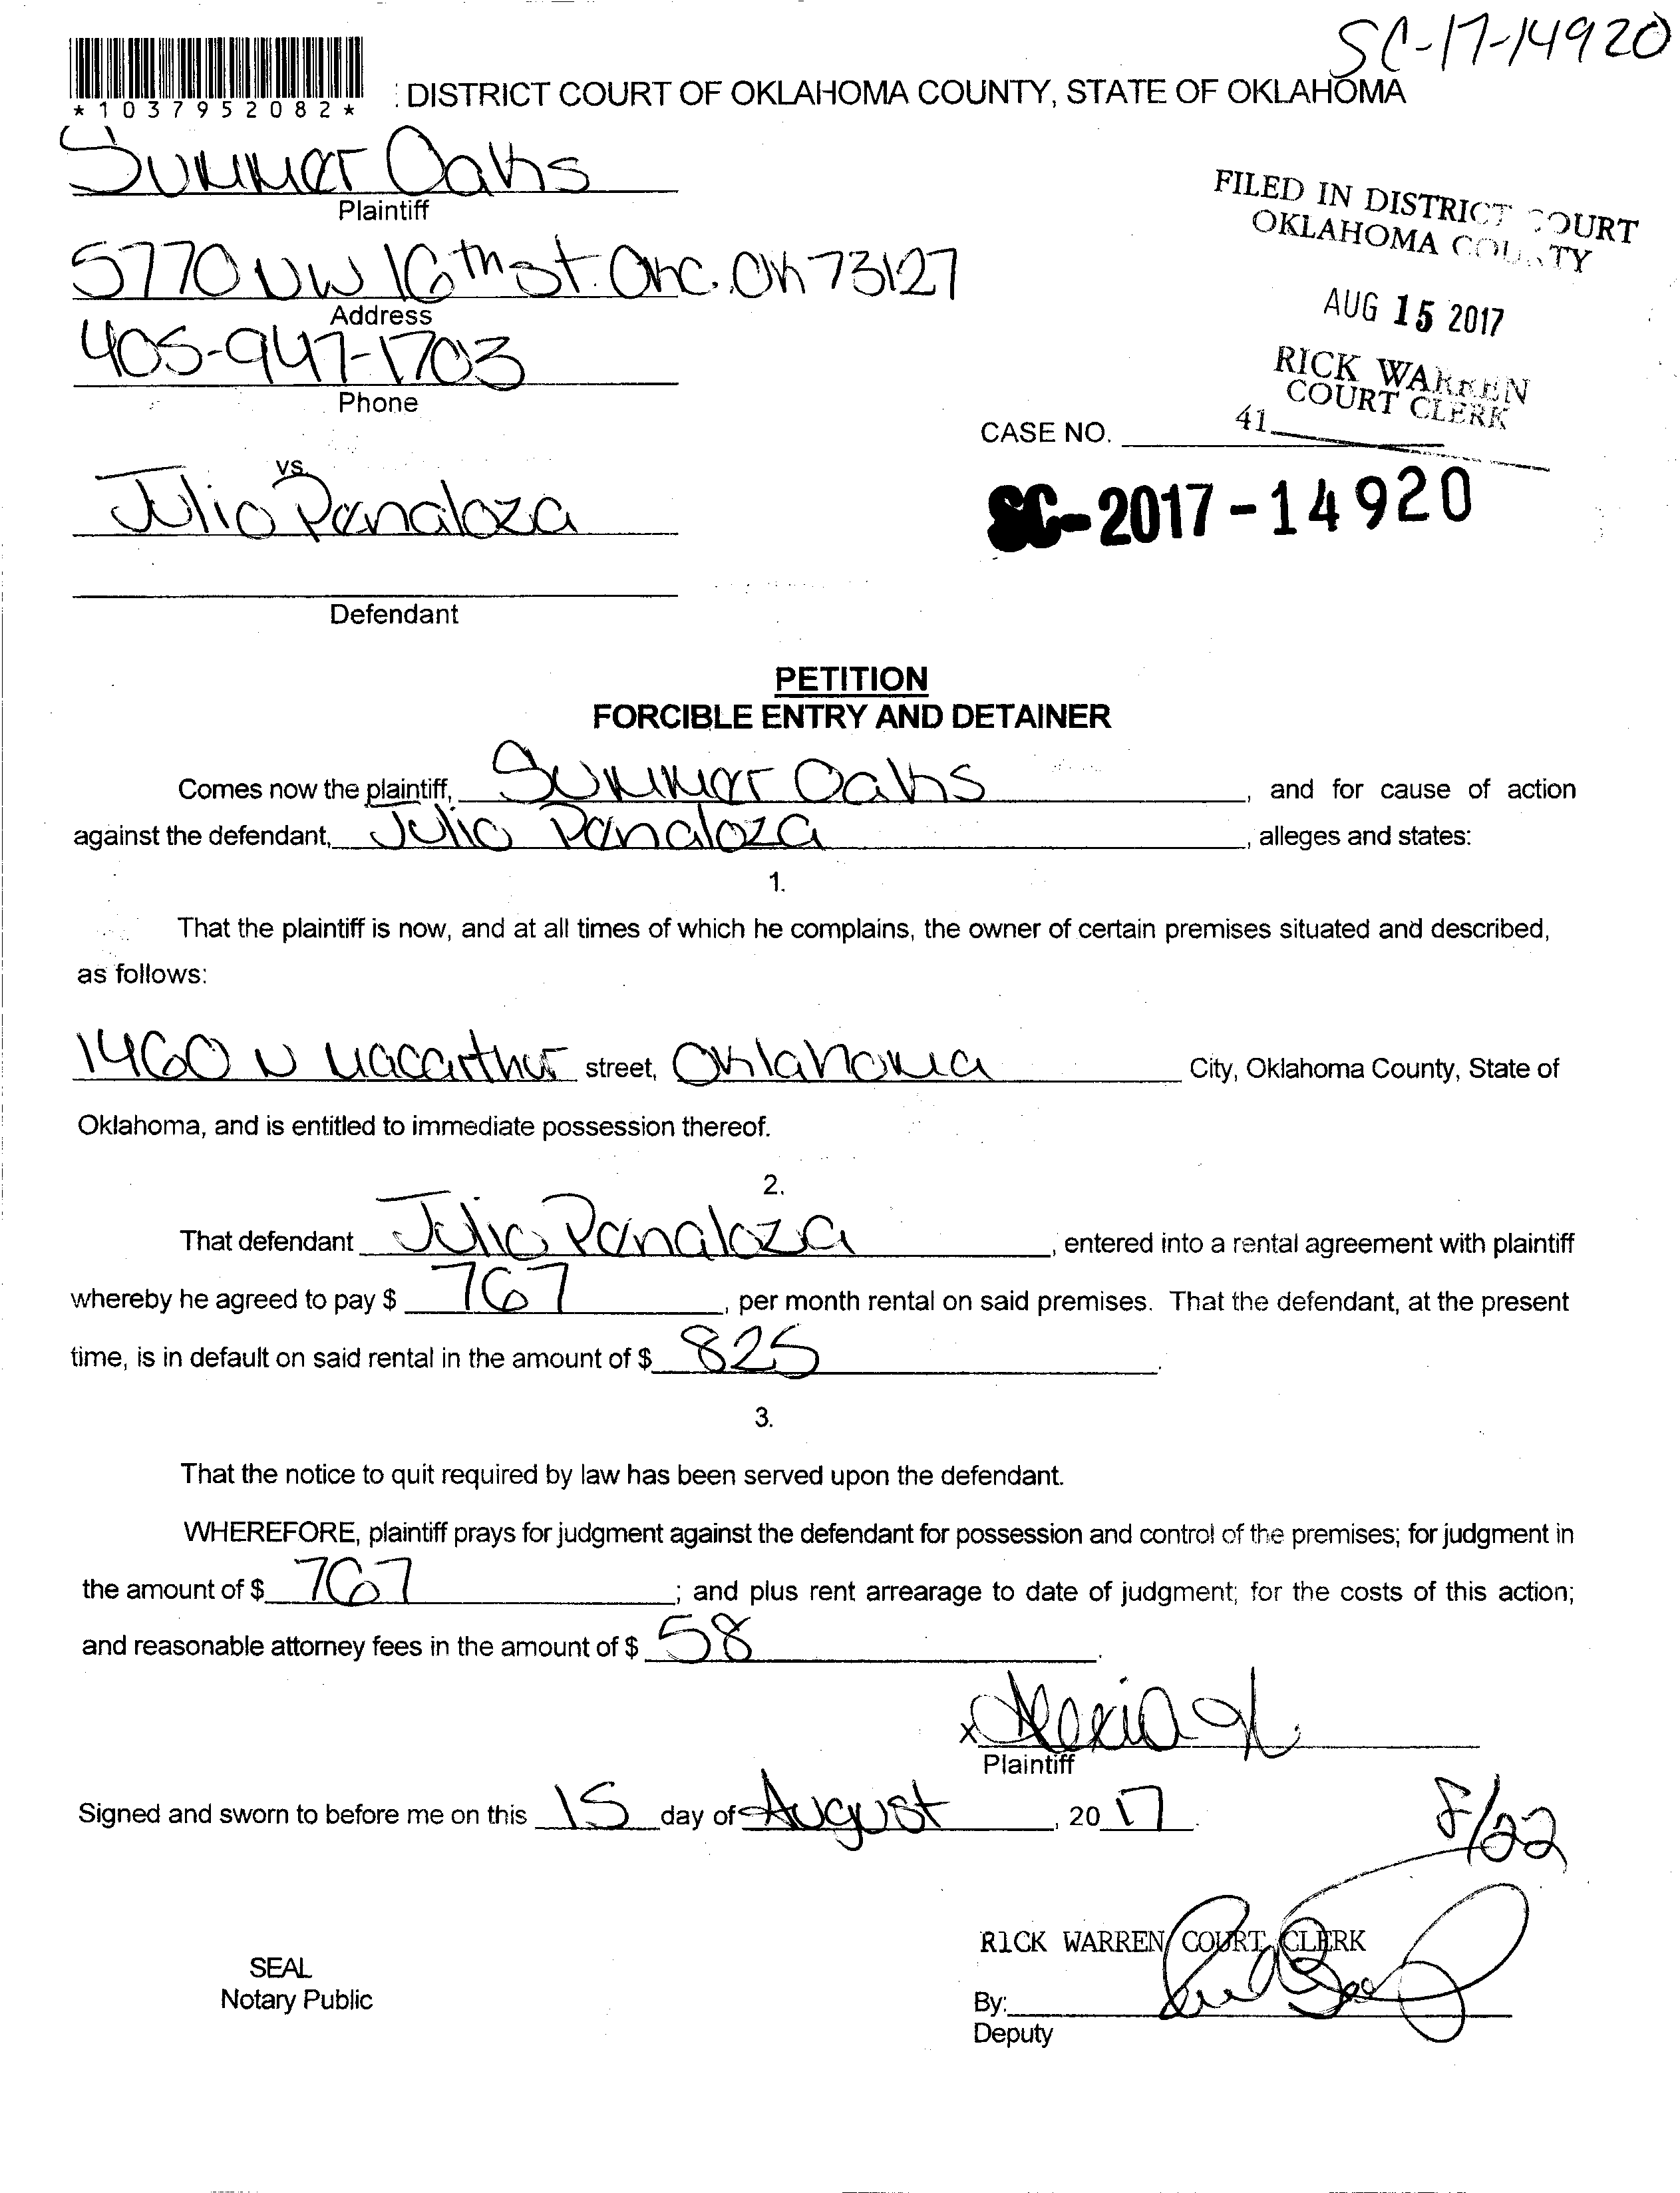 SC-17-14920
*1037952082*
: DISTRICT COURT OF OKLAHOMA COUNTY, STATE OF OKLAHOMA
Summer Oaks
Plaintiff
FILED IN DISTRICT COURT
OKLAHOMA COUNTY
5770 NW 16th st. OKC. OK 73127
Address
AUG 15 2017
405-947-1703
Phone
RICK WARREN
COURT CLERK
41
CASE NO.
vs.
Julio Penaloza
SC-2017-14920
Defendant
PETITION
FORCIBLE ENTRY AND DETAINER
Comes now the plaintiff, Summer Oaks, and for cause of action
against the defendant, Julio Penaloza, alleges and states:
1.
That the plaintiff is now, and at all times of which he complains, the owner of certain premises situated and described,
as follows:
1460 N Macarthur street, Oklahoma City, Oklahoma County, State of
Oklahoma, and is entitled to immediate possession thereof.
2.
That defendant Julio Penaloza, entered into a rental agreement with plaintiff
whereby he agreed to pay $ 767, per month rental on said premises. That the defendant, at the present
time, is in default on said rental in the amount of $ 825.
3.
That the notice to quit required by law has been served upon the defendant.
WHEREFORE, plaintiff prays for judgment against the defendant for possession and control of the premises; for judgment in
the amount of $ 767; and plus rent arrearage to date of judgment; for the costs of this action;
and reasonable attorney fees in the amount of $ 58.
x
Plaintiff
Signed and sworn to before me on this 15 day of August, 2017.
8/22
RICK WARREN COURT CLERK
SEAL
Notary Public
By:
Deputy